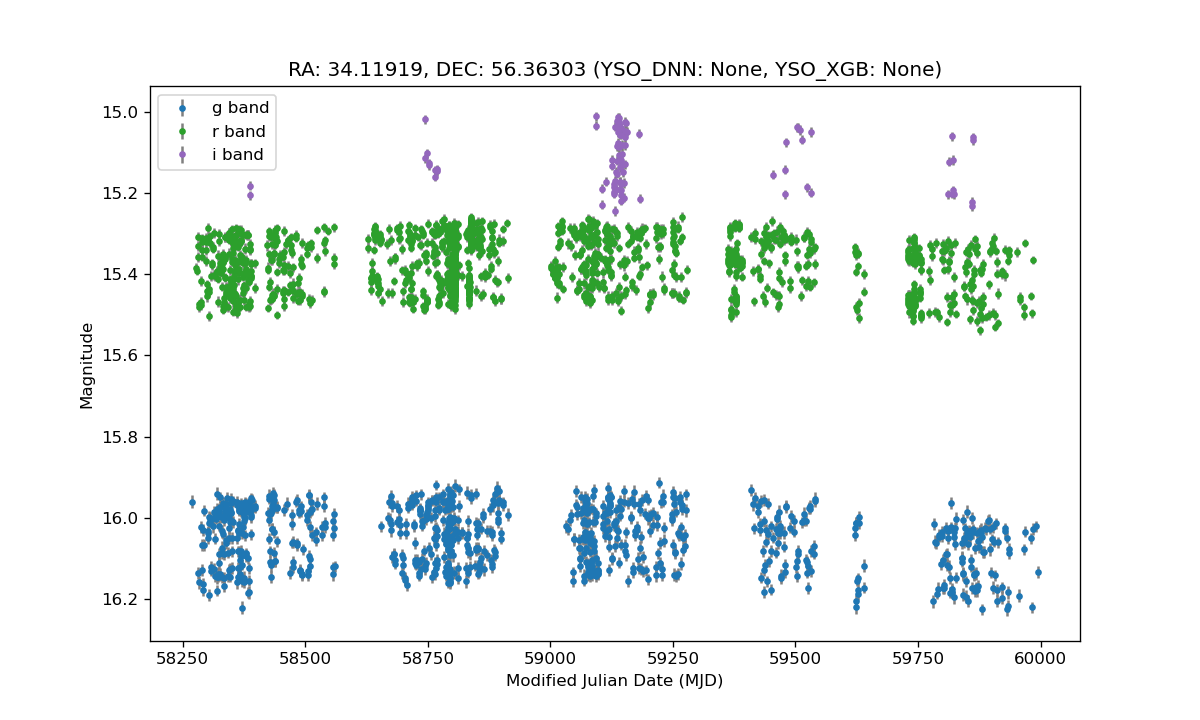 RA: 34.11919, DEC: 56.36303 (YSO_DNN: None, YSO_XGB: None)
g band
r band
i band
15.0
15.2
15.4
15.6
15.8
16.0
16.2
Magnitude
58250 58500 58750 59000 59250 59500 59750 60000
Modified Julian Date (MJD)